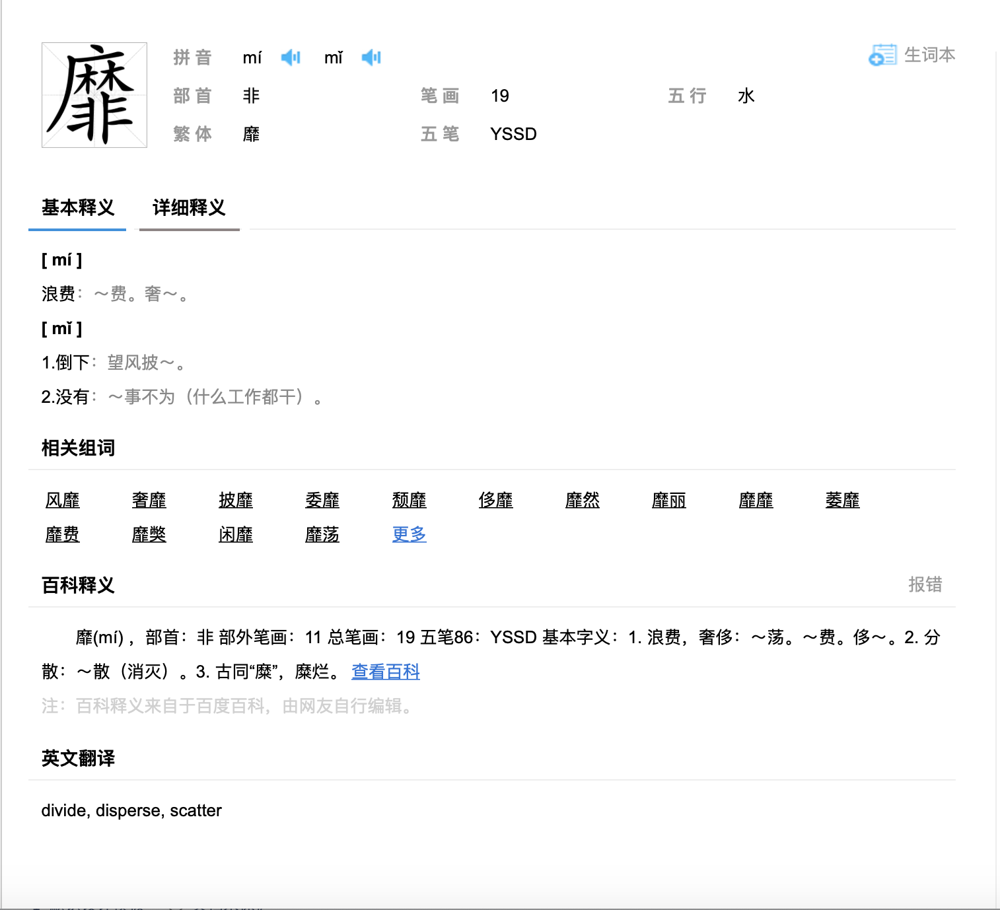 靡
拼音 mí mǐ 生词本
部首 非 笔画 19 五行 水
繁体 靡 五笔 YSSD
基本释义 详细释义
[ mí ]
浪费：～费。奢～。
[ mǐ ]
1.倒下：望风披～。
2.没有：～事不为（什么工作都干）。
相关组词
风靡 奢靡 披靡 委靡 颓靡 侈靡 靡然 靡丽 靡靡 萎靡
靡费 靡獘 闲靡 靡荡 更多
百科释义 报错
靡(mí) ，部首：非 部外笔画：11 总笔画：19 五笔86：YSSD 基本字义：1. 浪费，奢侈：～荡。～费。侈～。2. 分
散：～散（消灭）。3. 古同“糜”，糜烂。 查看百科
注：百科释义来自于百度百科，由网友自行编辑。
英文翻译
divide, disperse, scatter